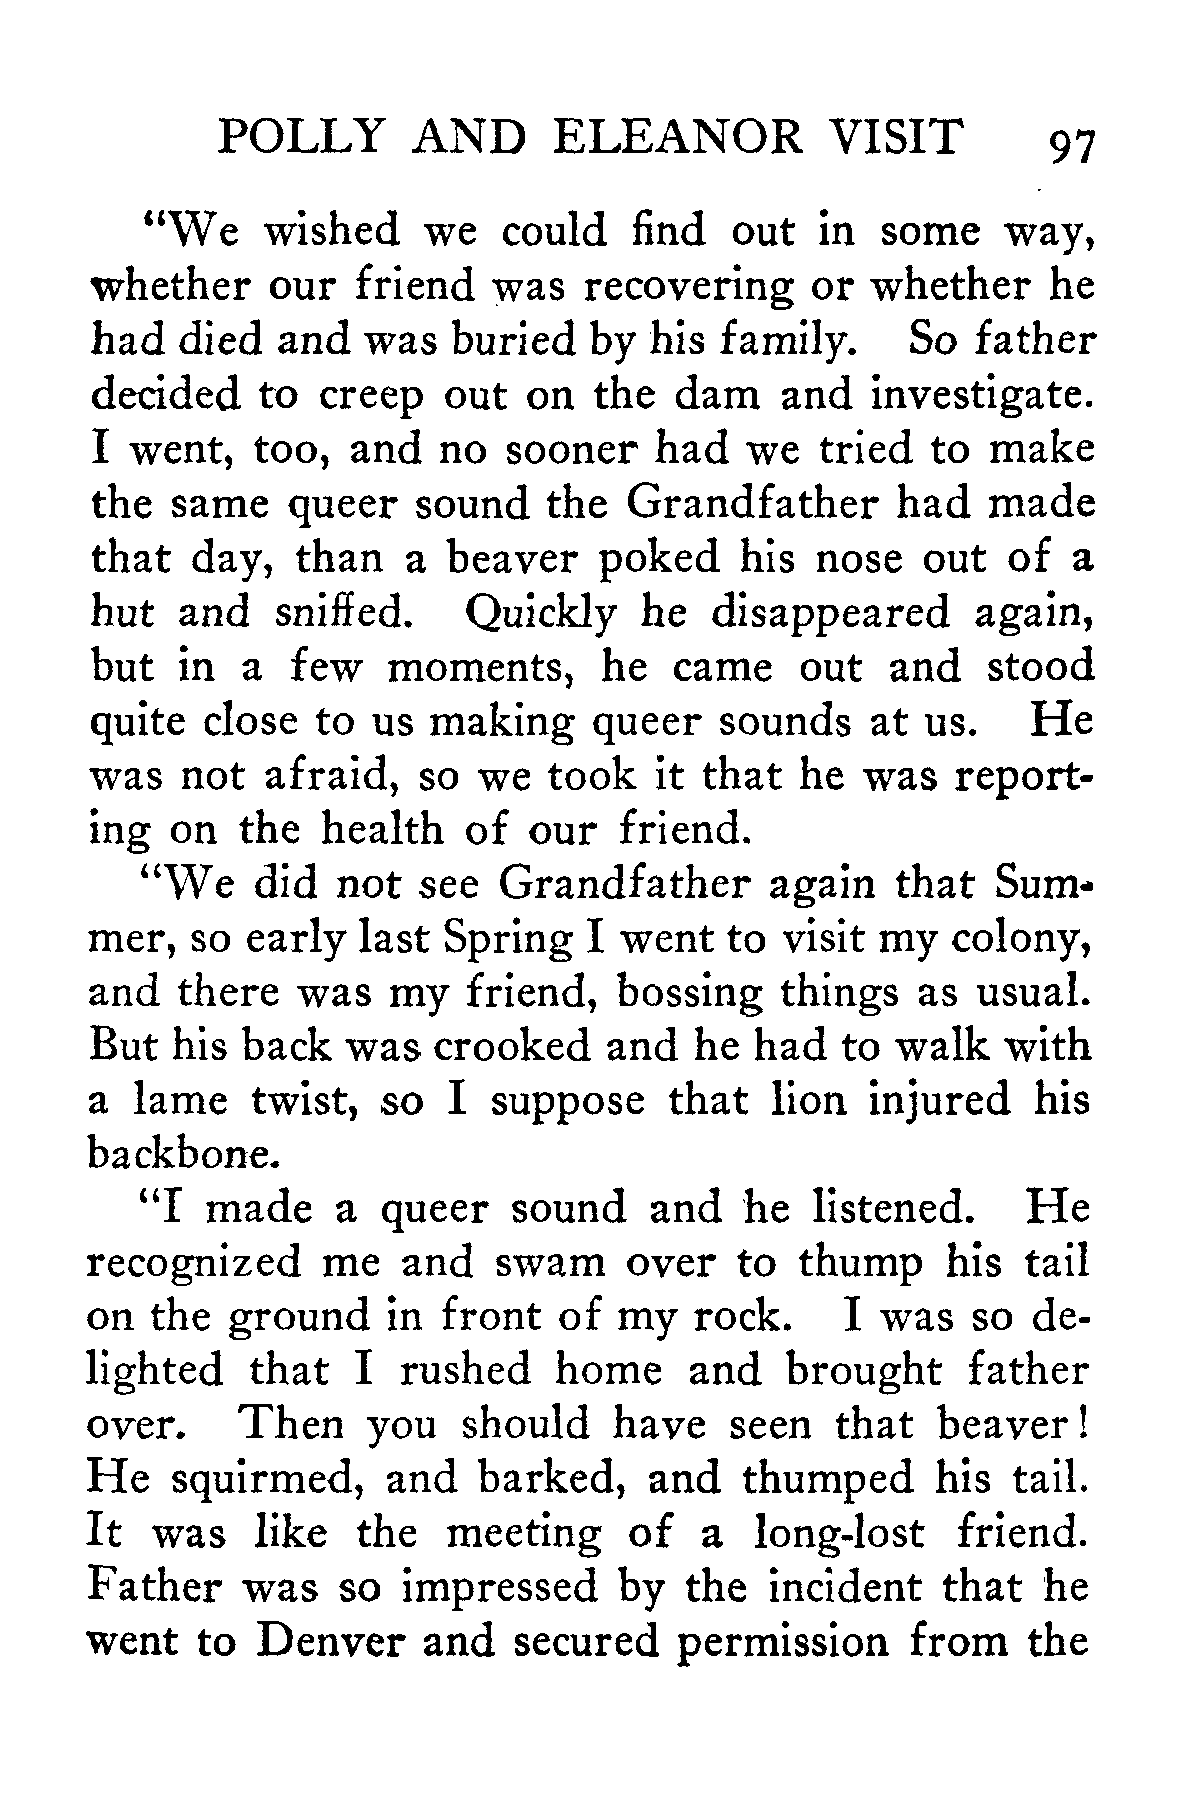 POLLY AND ELEANOR VISIT 97
“We wished we could find out in some way,
whether our friend was recovering or whether he
had died and was buried by his family. So father
decided to creep out on the dam and investigate.
I went, too, and no sooner had we tried to make
the same queer sound the Grandfather had made
that day, than a beaver poked his nose out of a
hut and sniffed. Quickly he disappeared again,
but in a few moments, he came out and stood
quite close to us making queer sounds at us. He
was not afraid, so we took it that he was report-
ing on the health of our friend.
“We did not see Grandfather again that Sum-
mer, so early last Spring I went to visit my colony,
and there was my friend, bossing things as usual.
But his back was crooked and he had to walk with
a lame twist, so I suppose that lion injured his
backbone.
“I made a queer sound and he listened. He
recognized me and swam over to thump his tail
on the ground in front of my rock. I was so de-
lighted that I rushed home and brought father
over. Then you should have seen that beaver!
He squirmed, and barked, and thumped his tail.
It was like the meeting of a long-lost friend.
Father was so impressed by the incident that he
went to Denver and secured permission from the